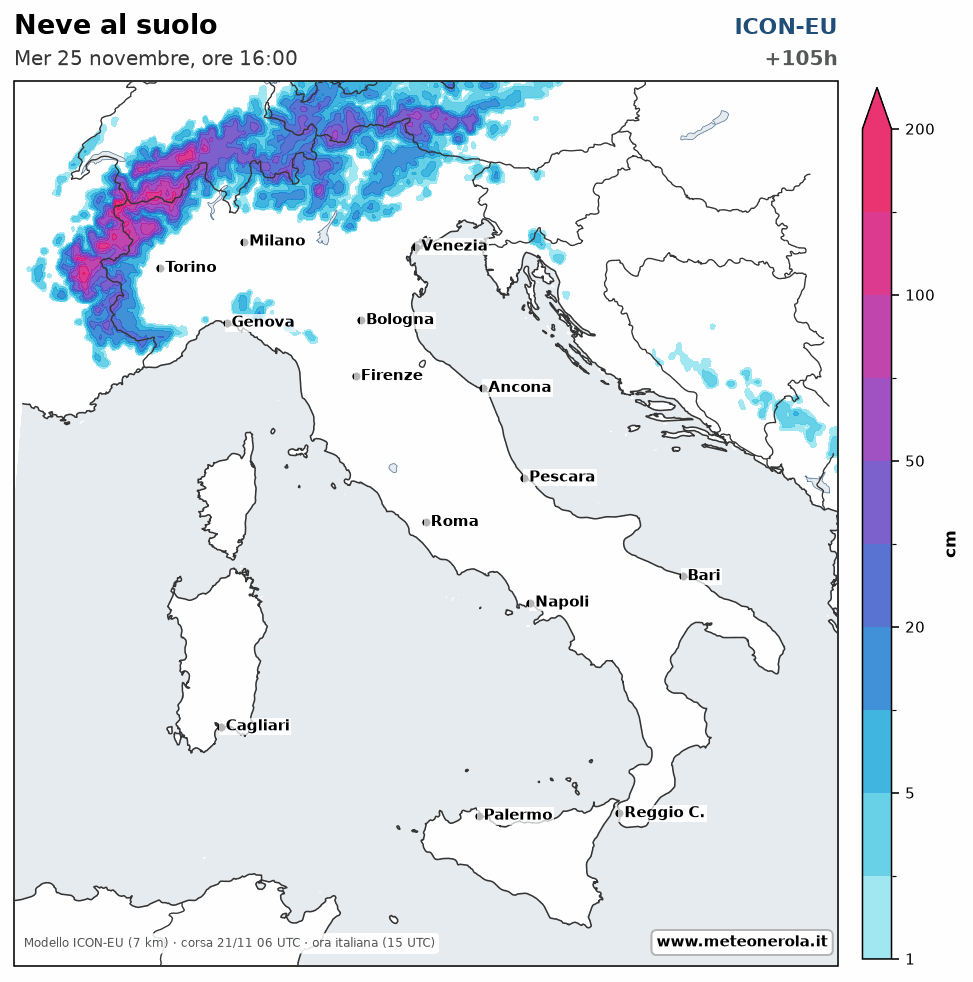 Neve al suolo
ICON-EU
Mer 25 novembre, ore 16:00
+105h
200
Milano
Venezia
Torino
100
Genova
Bologna
Firenze
Ancona
50
Pescara
Roma
cm
Bari
Napoli
20
Cagliari
5
Palermo
Reggio C.
Modello ICON-EU (7 km) · corsa 21/11 06 UTC · ora italiana (15 UTC)
www.meteonerola.it
1